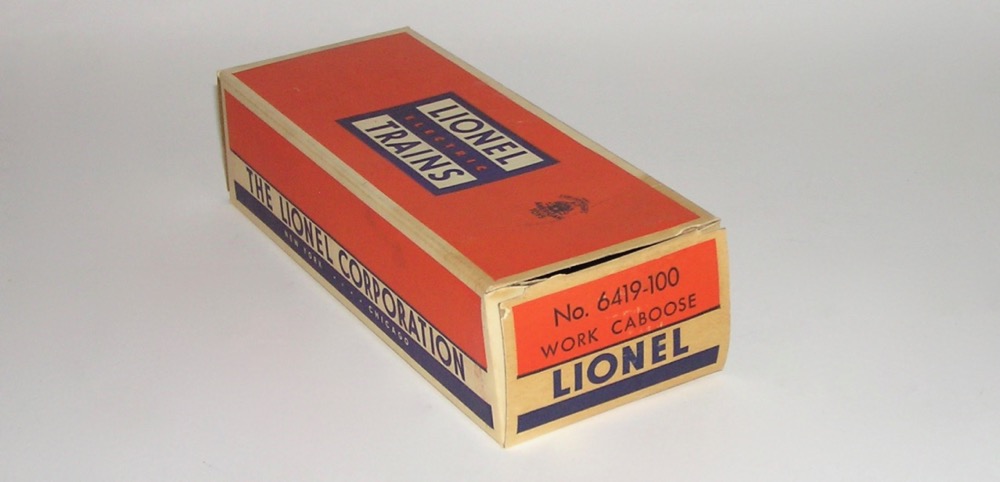 LIONEL
ELECTRIC
TRAINS
THE LIONEL CORPORATION
NEW YORK . . . . CHICAGO
No. 6419-100
WORK CABOOSE
LIONEL